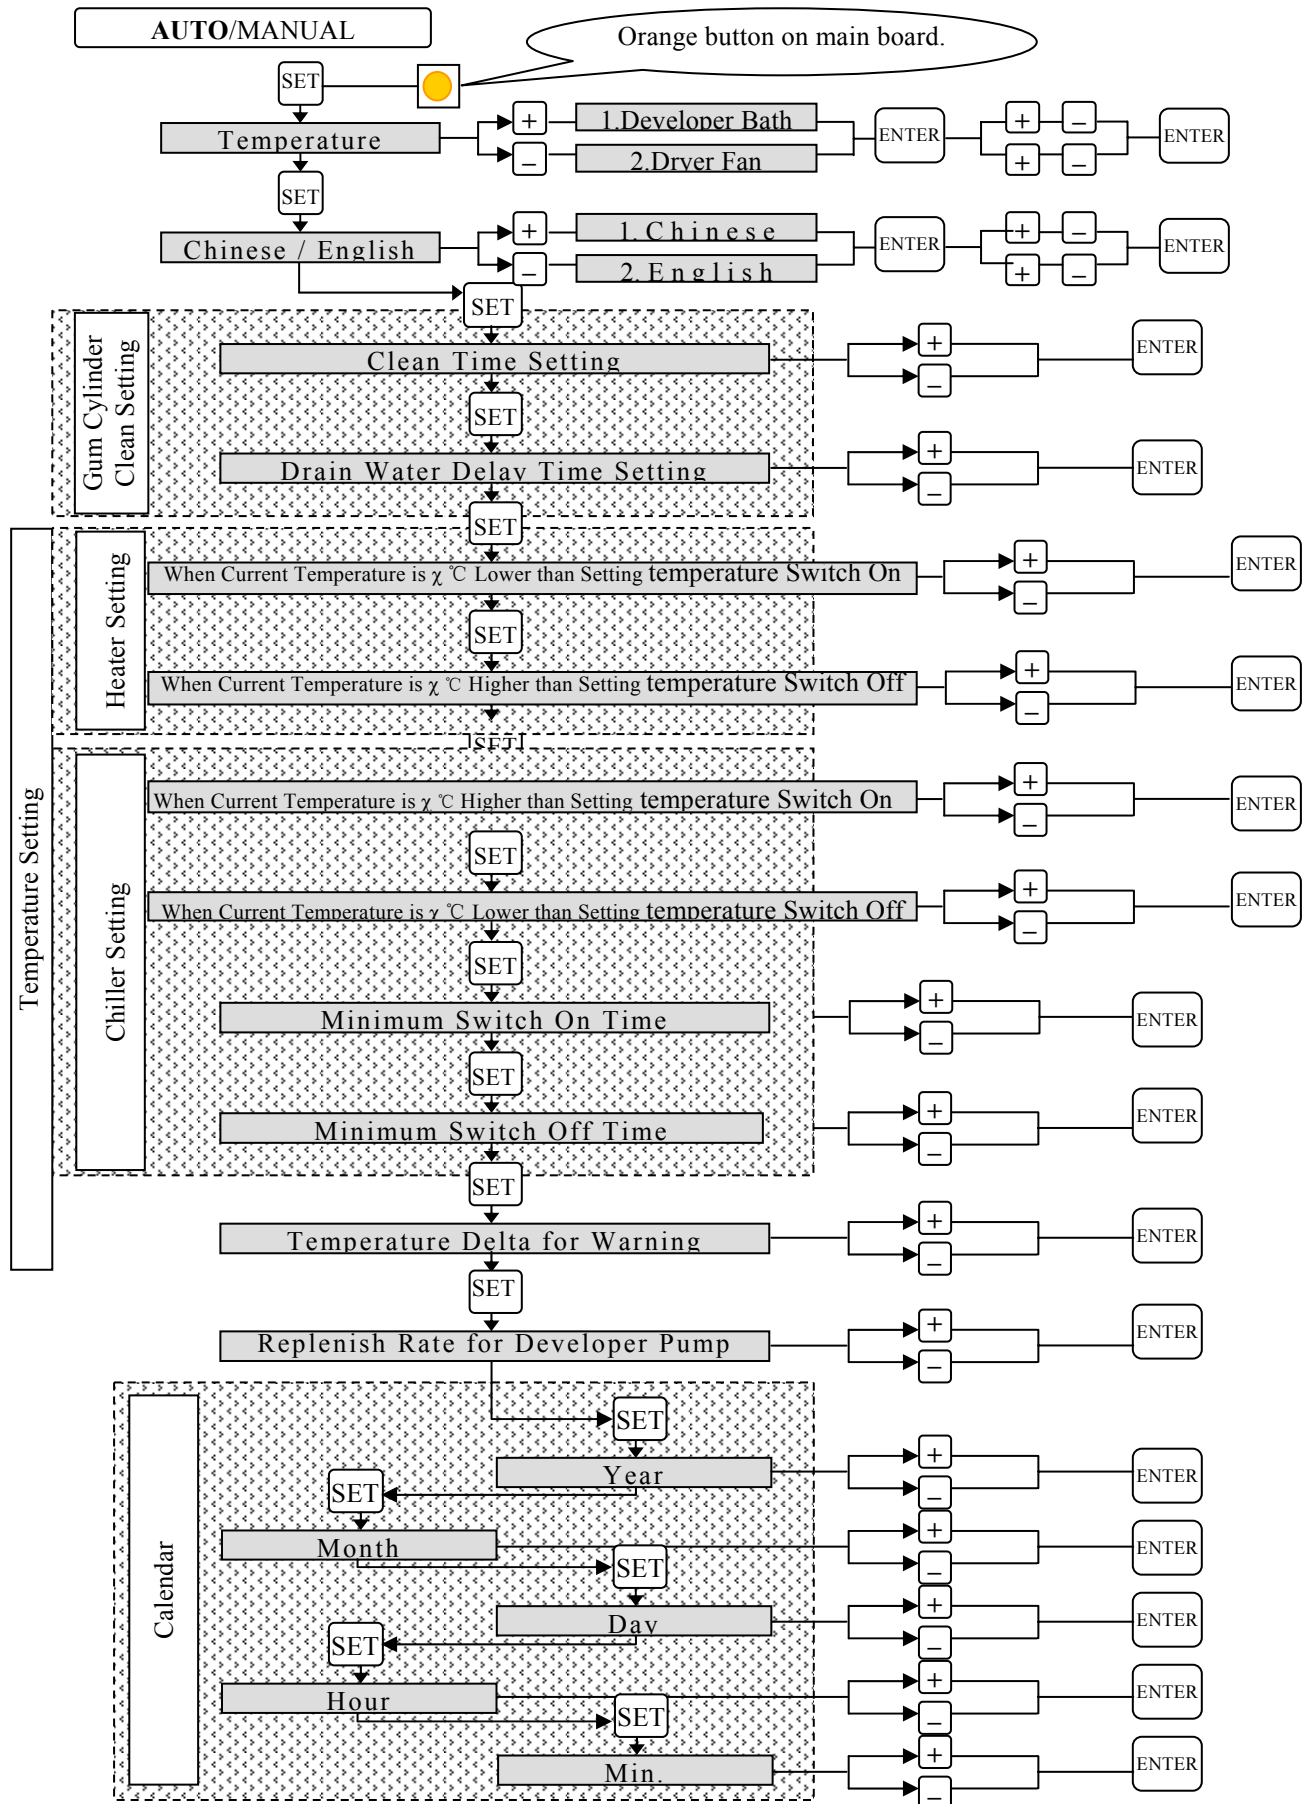 AUTO/MANUAL
Orange button on main board.
SET
Temperature
+
1.Developer Bath
−
2.Dryer Fan
ENTER
+ −
+ −
ENTER
SET
Chinese / English
+
1. Chinese
−
2. English
ENTER
+ −
+ −
ENTER
SET
Gum Cylinder
Clean Setting
Clean Time Setting
+
−
ENTER
SET
Drain Water Delay Time Setting
+
−
ENTER
SET
Temperature Setting
Heater Setting
When Current Temperature is χ ℃ Lower than Setting temperature Switch On
+
−
ENTER
SET
When Current Temperature is χ ℃ Higher than Setting temperature Switch Off
+
−
ENTER
SET
Chiller Setting
When Current Temperature is χ ℃ Higher than Setting temperature Switch On
+
−
ENTER
SET
When Current Temperature is χ ℃ Lower than Setting temperature Switch Off
+
−
ENTER
SET
Minimum Switch On Time
+
−
ENTER
SET
Minimum Switch Off Time
+
−
ENTER
SET
Temperature Delta for Warning
+
−
ENTER
SET
Replenish Rate for Developer Pump
+
−
ENTER
Calendar
SET
Year
+
−
ENTER
SET
Month
+
−
ENTER
SET
Day
+
−
ENTER
SET
Hour
+
−
ENTER
SET
Min.
+
−
ENTER